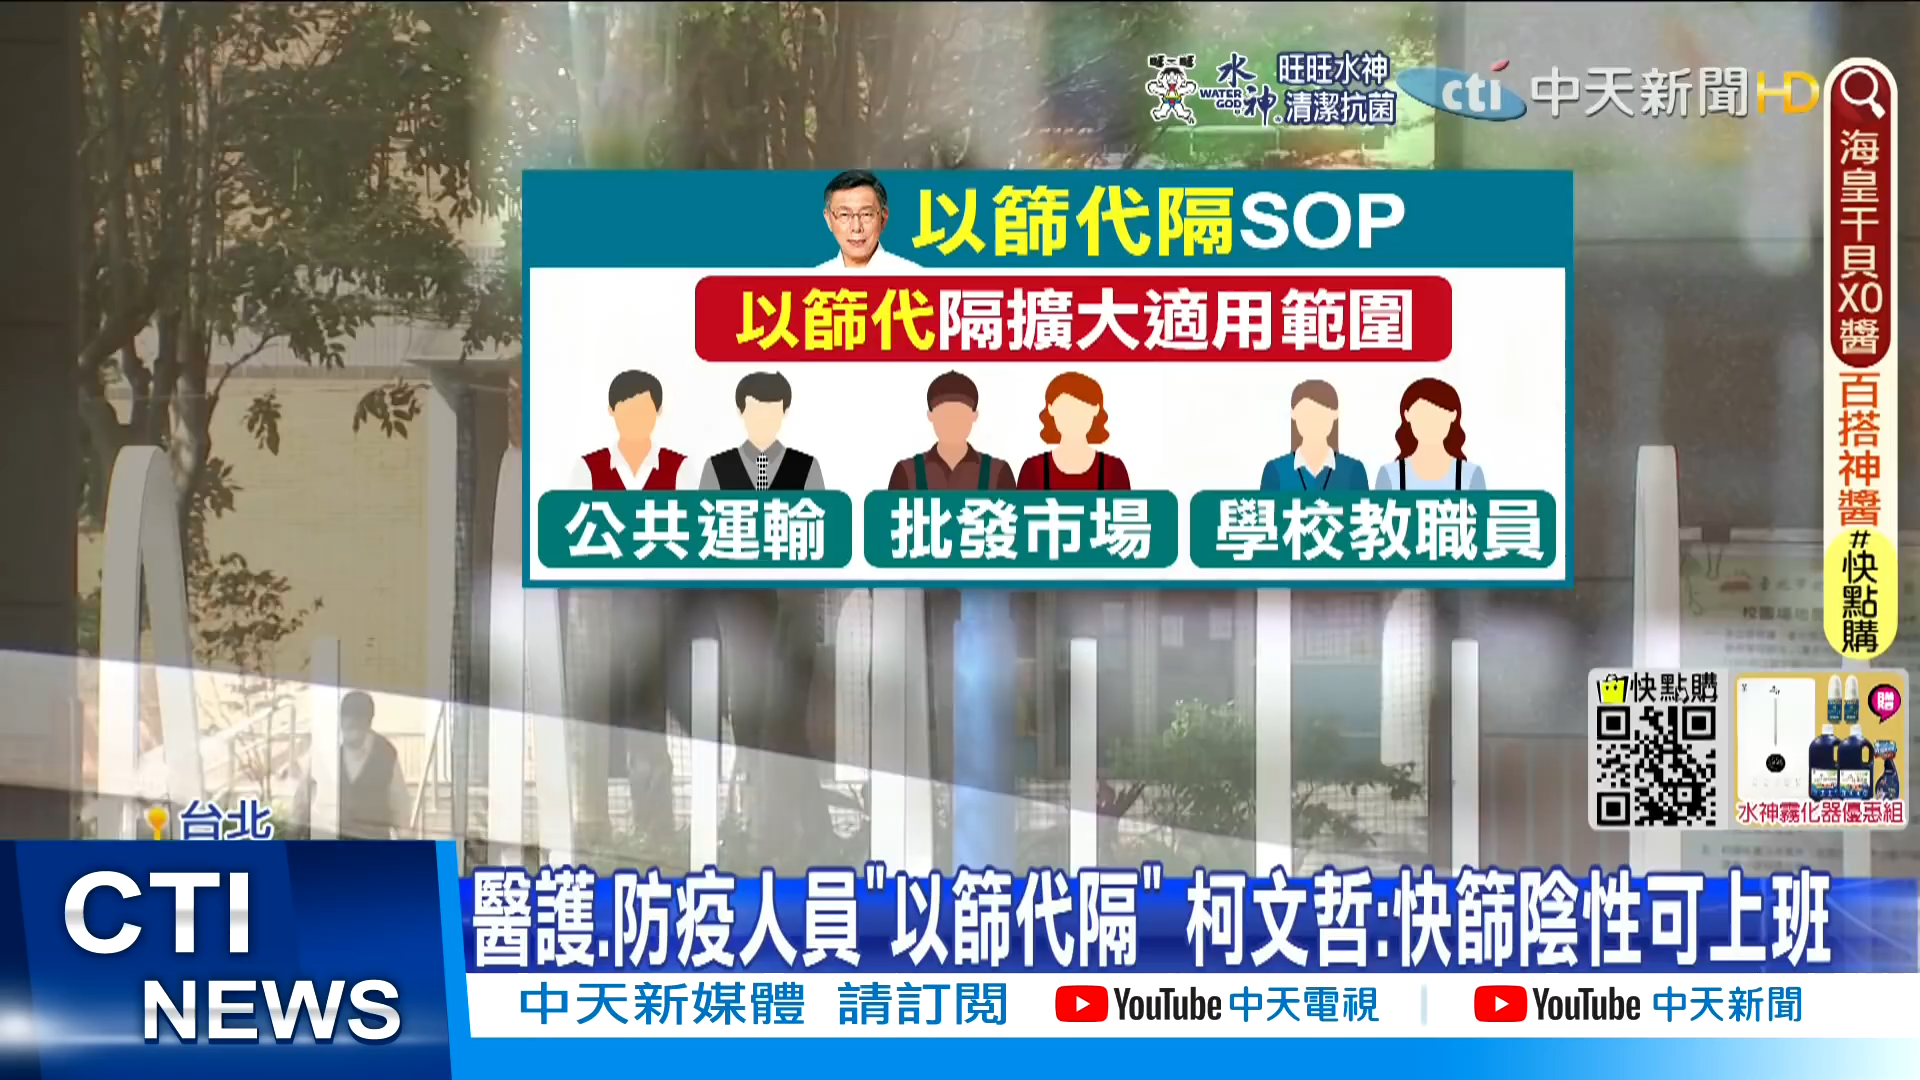 旺旺水神
水神
WATER GOD
清潔抗菌
cti 中天新聞HD
以篩代隔SOP
以篩代隔擴大適用範圍
公共運輸
批發市場
學校教職員
海皇干貝XO醬
百搭神醬
#快點購
快點購
贈
水神霧化器優惠組
台北
CTI NEWS
醫護.防疫人員"以篩代隔" 柯文哲:快篩陰性可上班
中天新媒體 請訂閱 YouTube 中天電視 | YouTube 中天新聞